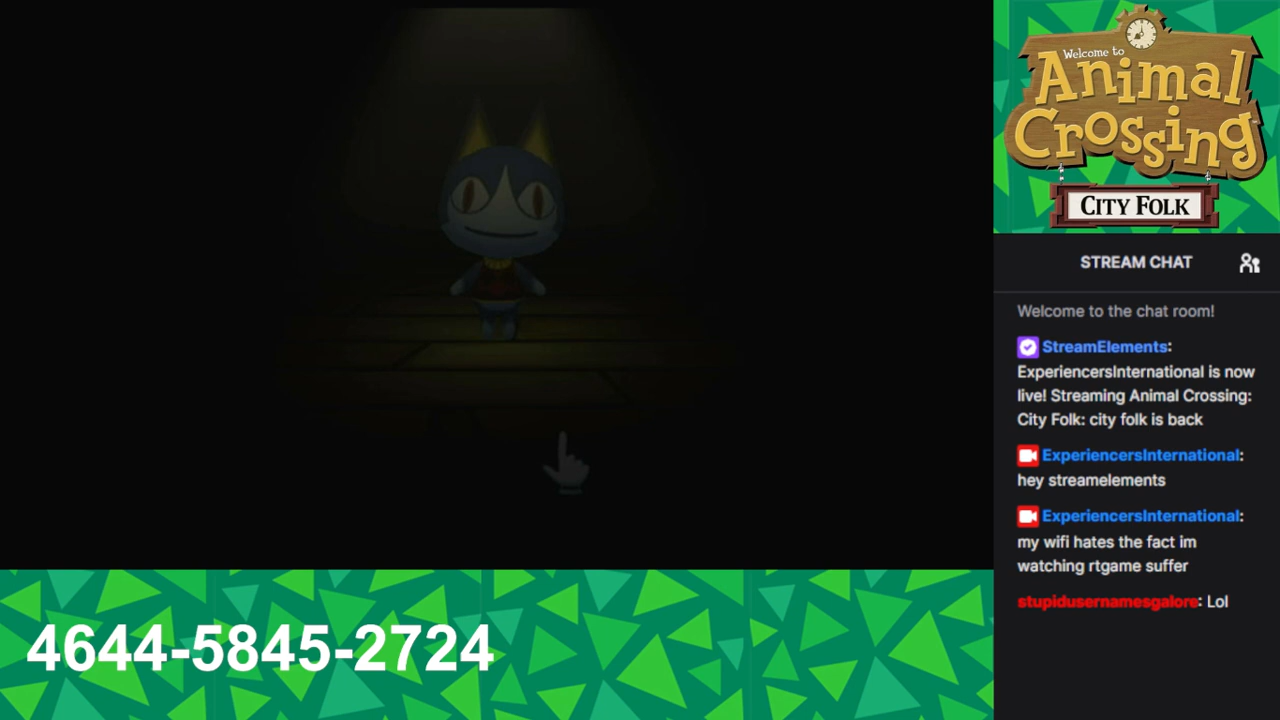 Welcome to
Animal
Crossing
CITY FOLK
STREAM CHAT
Welcome to the chat room!
StreamElements:
ExperiencersInternational is now
live! Streaming Animal Crossing:
City Folk: city folk is back
ExperiencersInternational:
hey streamelements
ExperiencersInternational:
my wifi hates the fact im
watching rtgame suffer
stupidusernamesgalore: Lol
4644-5845-2724